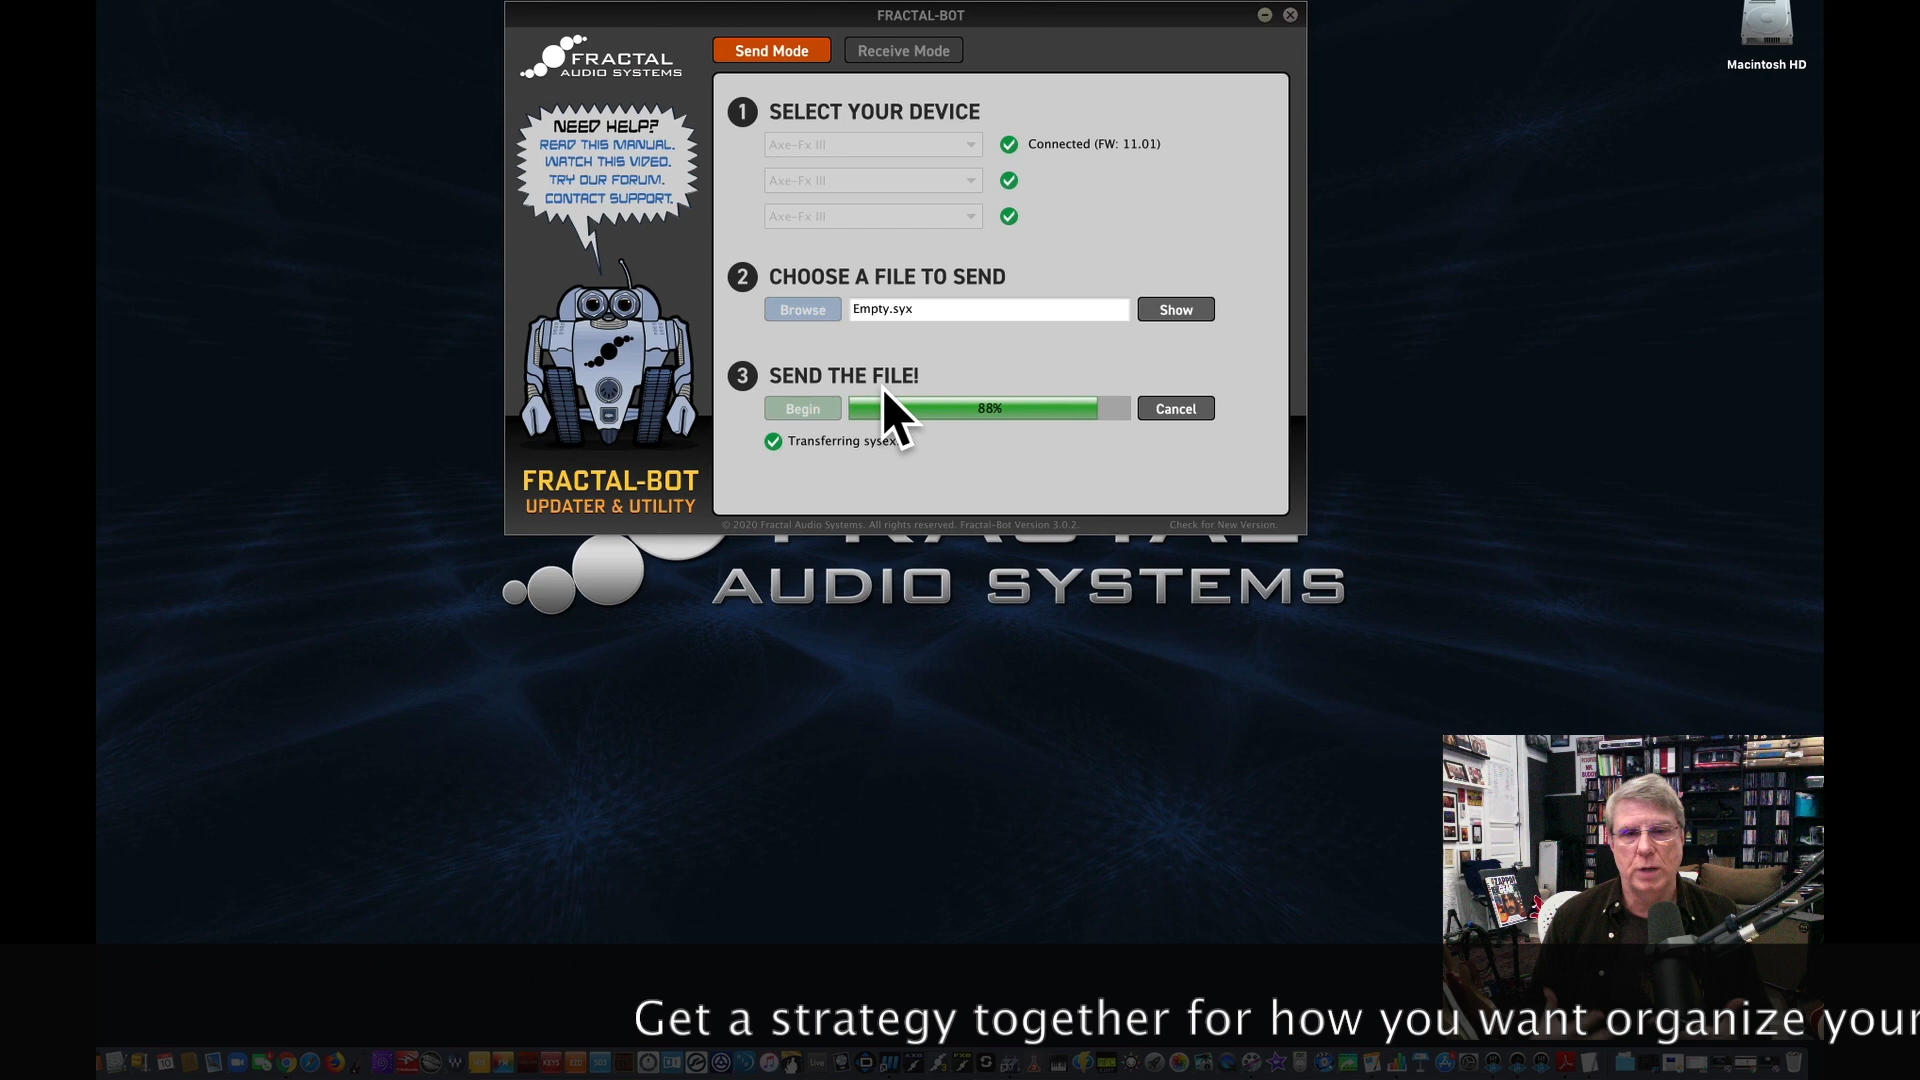 FRACTAL-BOT
FRACTAL
AUDIO SYSTEMS
Send Mode
Receive Mode
NEED HELP?
READ THIS MANUAL.
WATCH THIS VIDEO.
TRY OUR FORUM.
CONTACT SUPPORT.
1 SELECT YOUR DEVICE
Axe-Fx III
Connected (FW: 11.01)
Axe-Fx III
Axe-Fx III
2 CHOOSE A FILE TO SEND
Browse
Empty.syx
Show
3 SEND THE FILE!
Begin
88%
Cancel
Transferring sysex
FRACTAL-BOT
UPDATER & UTILITY
© 2020 Fractal Audio Systems. All rights reserved. Fractal-Bot Version 3.0.2.
Check for New Version.
Macintosh HD
AUDIO SYSTEMS
Get a strategy together for how you want organize your